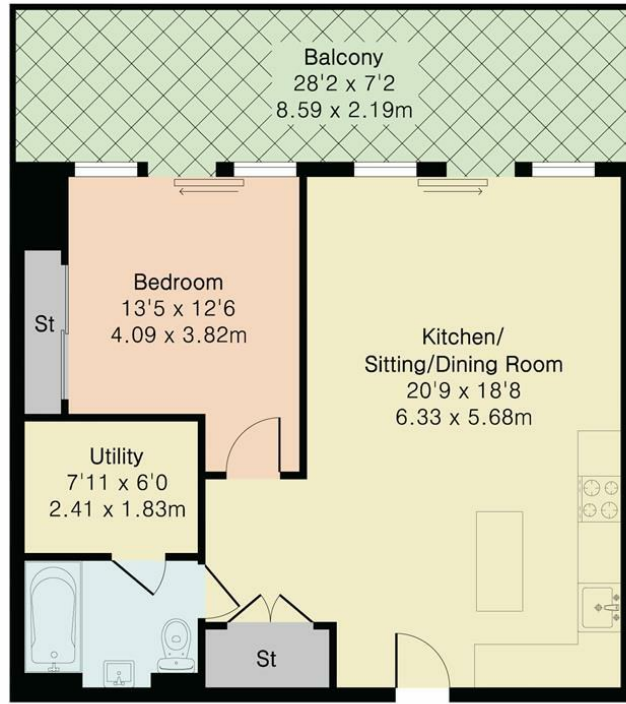 Balcony
28'2 x 7'2
8.59 x 2.19m
Bedroom
13'5 x 12'6
4.09 x 3.82m
St
Kitchen/
Sitting/Dining Room
20'9 x 18'8
6.33 x 5.68m
Utility
7'11 x 6'0
2.41 x 1.83m
St